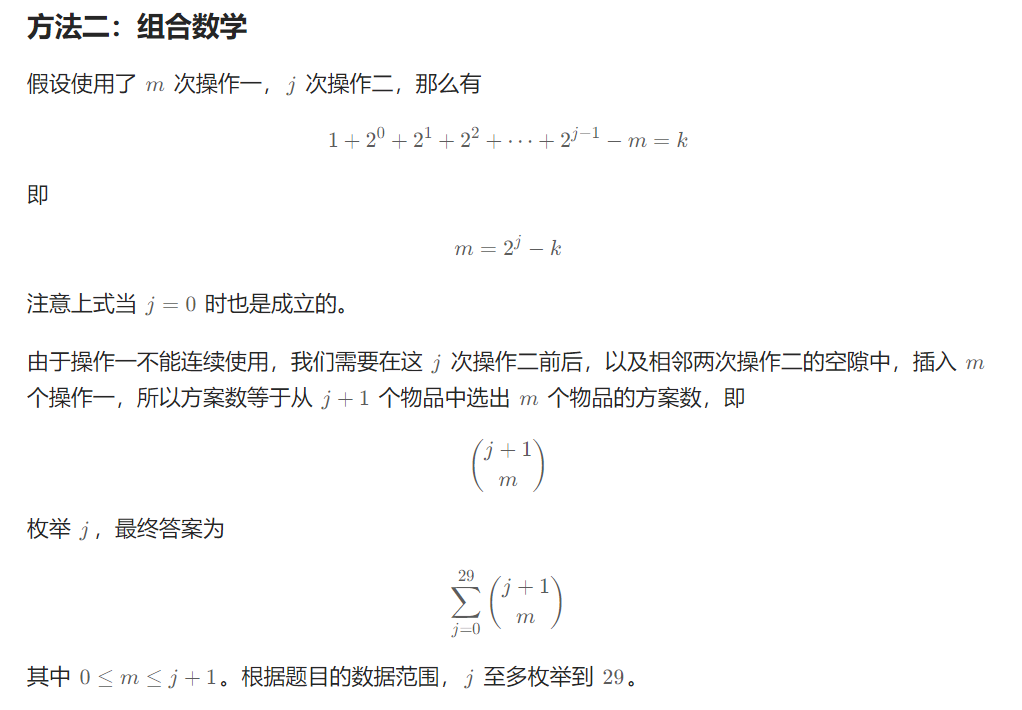 方法二：组合数学
假设使用了 m 次操作一，j 次操作二，那么有
1 + 2^0 + 2^1 + 2^2 + ⋯ + 2^{j−1} − m = k
即
m = 2^j − k
注意上式当 j = 0 时也是成立的。
由于操作一不能连续使用，我们需要在这 j 次操作二前后，以及相邻两次操作二的空隙中，插入 m
个操作一，所以方案数等于从 j + 1 个物品中选出 m 个物品的方案数，即
\binom{j + 1}{m}
枚举 j，最终答案为
\sum_{j=0}^{29} \binom{j + 1}{m}
其中 0 ≤ m ≤ j + 1。根据题目的数据范围，j 至多枚举到 29。